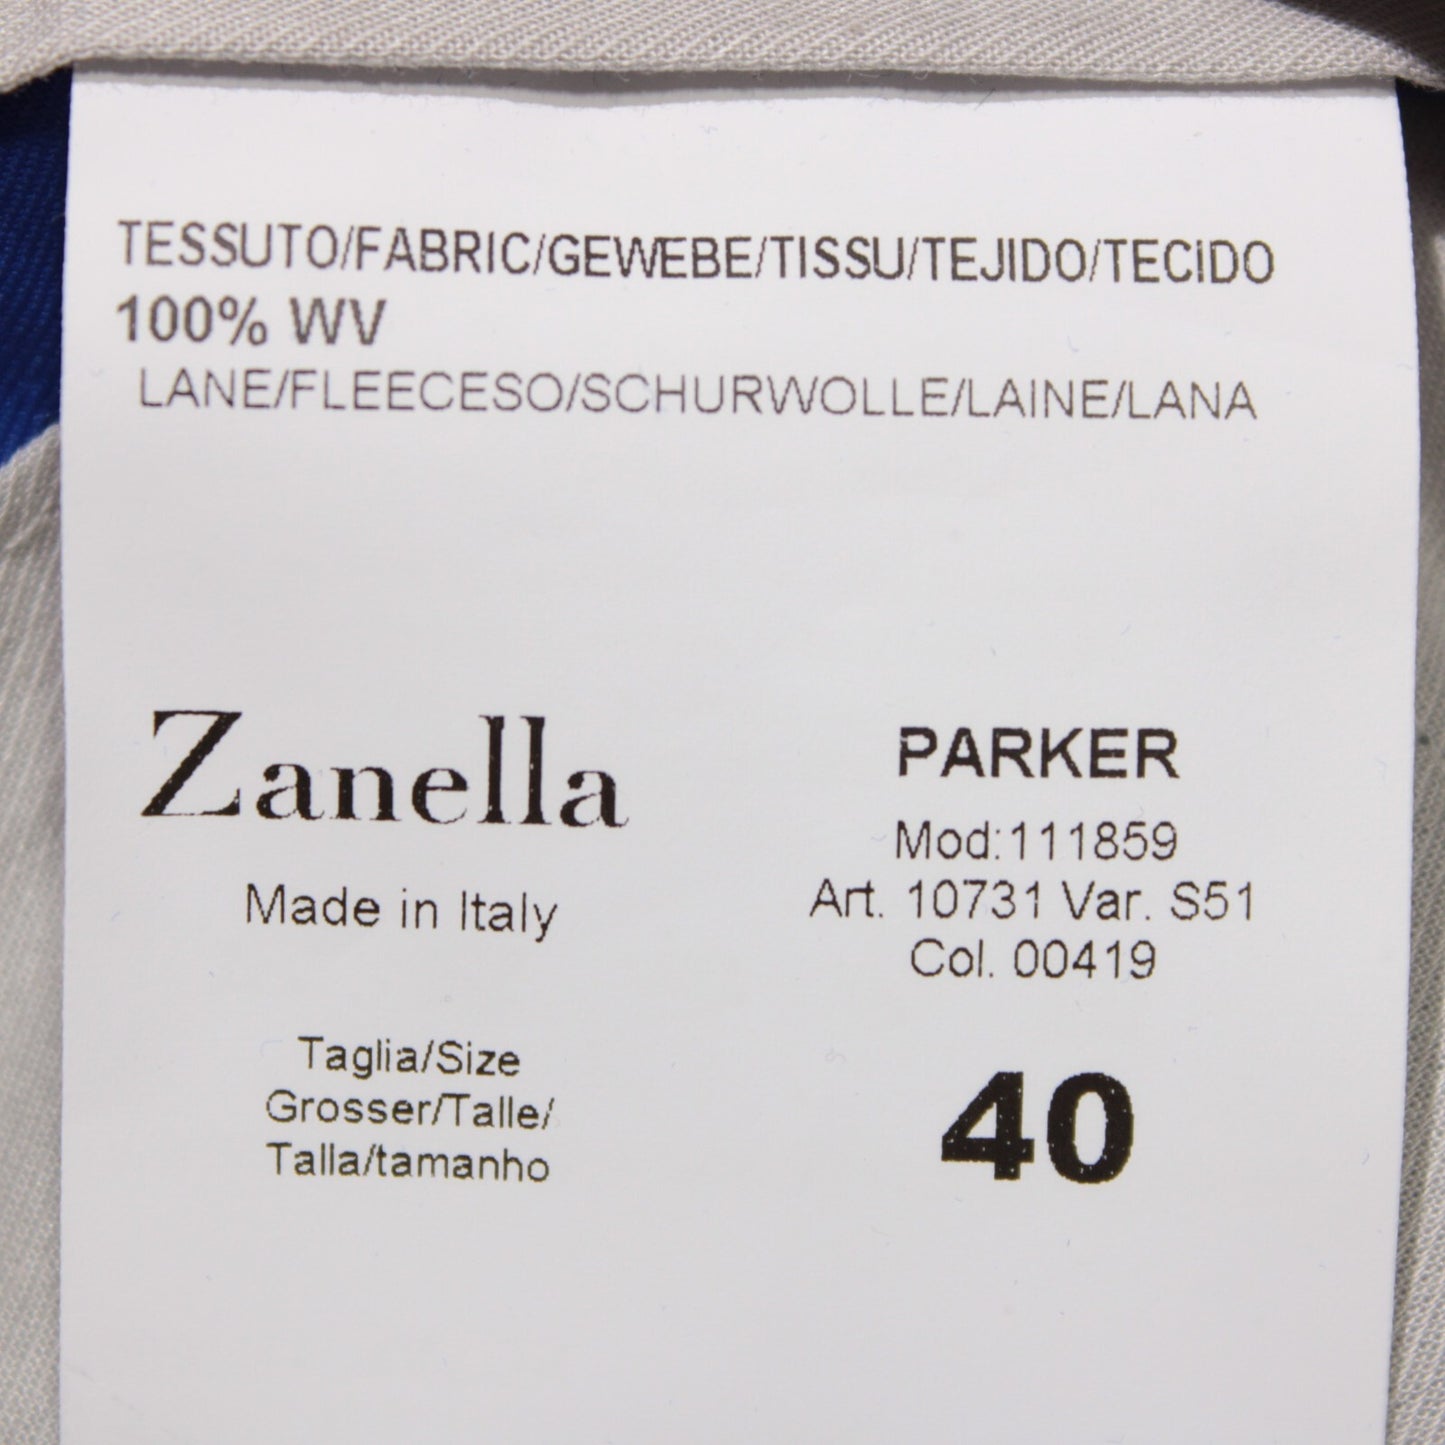 TESSUTO/FABRIC/GEWEBE/TISSU/TEJIDO/TECIDO
100% WV
LANE/FLEECESO/SCHURWOLLE/LAINE/LANA
Zanella
Made in Italy
Taglia/Size
Grosser/Talle/
Talla/tamanho
PARKER
Mod:111859
Art. 10731 Var. S51
Col. 00419
40